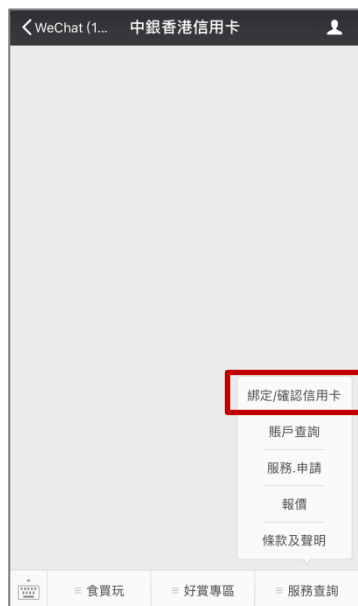 WeChat (1... 中銀香港信用卡
綁定/確認信用卡
賬戶查詢
服務.申請
報價
條款及聲明
食買玩 好賞專區 服務查詢